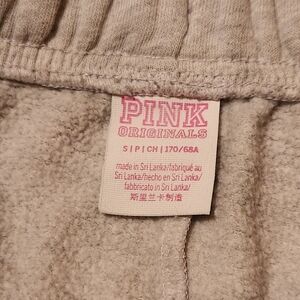 PINK
ORIGINALS
S | P | CH | 170/68A
made in Sri Lanka/fabriqué au
Sri Lanka/hecho en Sri Lanka/
fabbricato in Sri Lanka/
斯里兰卡制造